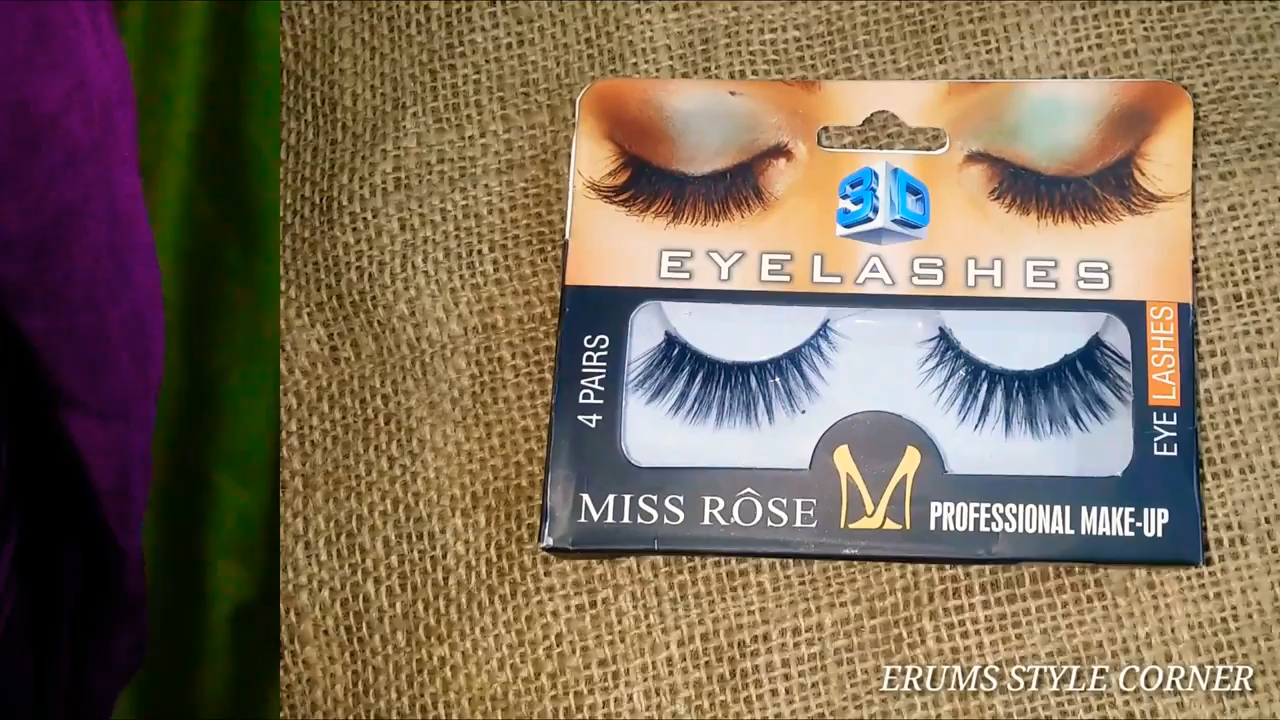 3D
EYELASHES
4 PAIRS
EYE LASHES
MISS RÔSE
M
PROFESSIONAL MAKE-UP
ERUMS STYLE CORNER